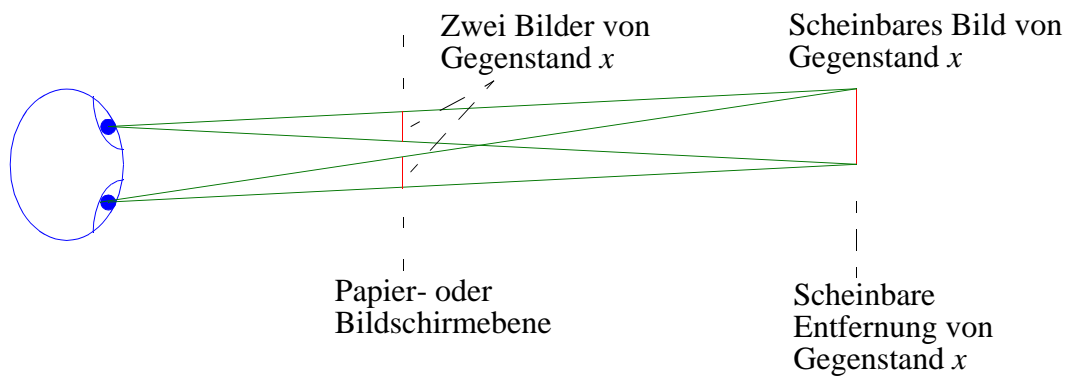 Zwei Bilder von
Gegenstand x
Scheinbares Bild von
Gegenstand x
Papier- oder
Bildschirmebene
Scheinbare
Entfernung von
Gegenstand x